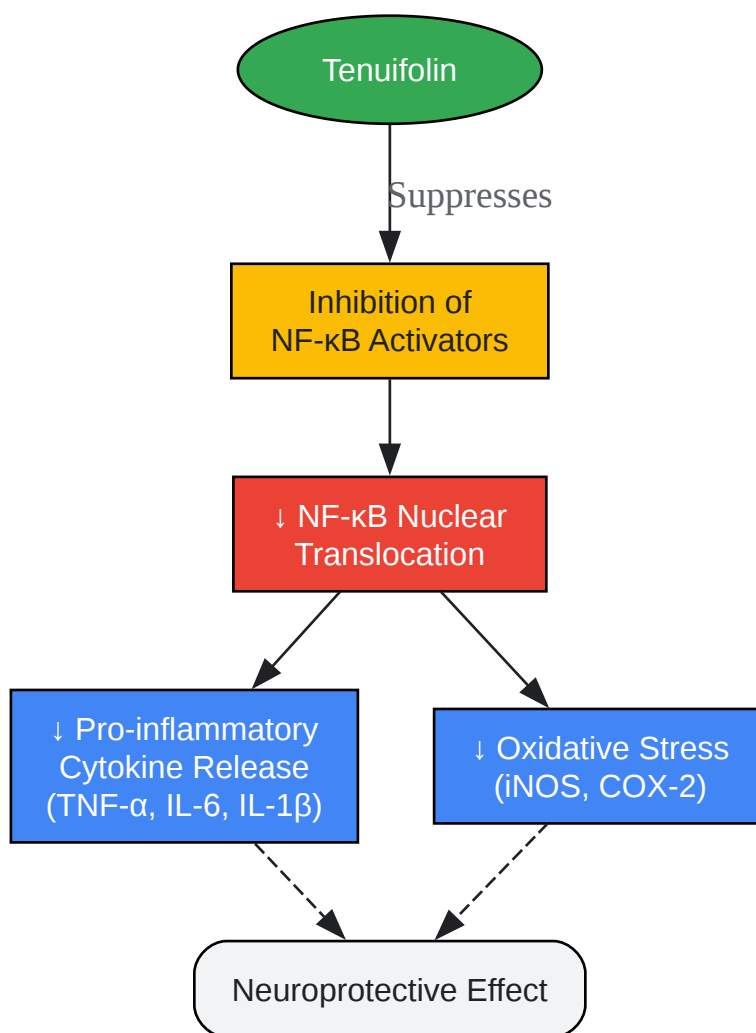 Tenuifolin
Suppresses
Inhibition of
NF-κB Activators
↓ NF-κB Nuclear
Translocation
↓ Pro-inflammatory
Cytokine Release
(TNF-α, IL-6, IL-1β)
↓ Oxidative Stress
(iNOS, COX-2)
Neuroprotective Effect